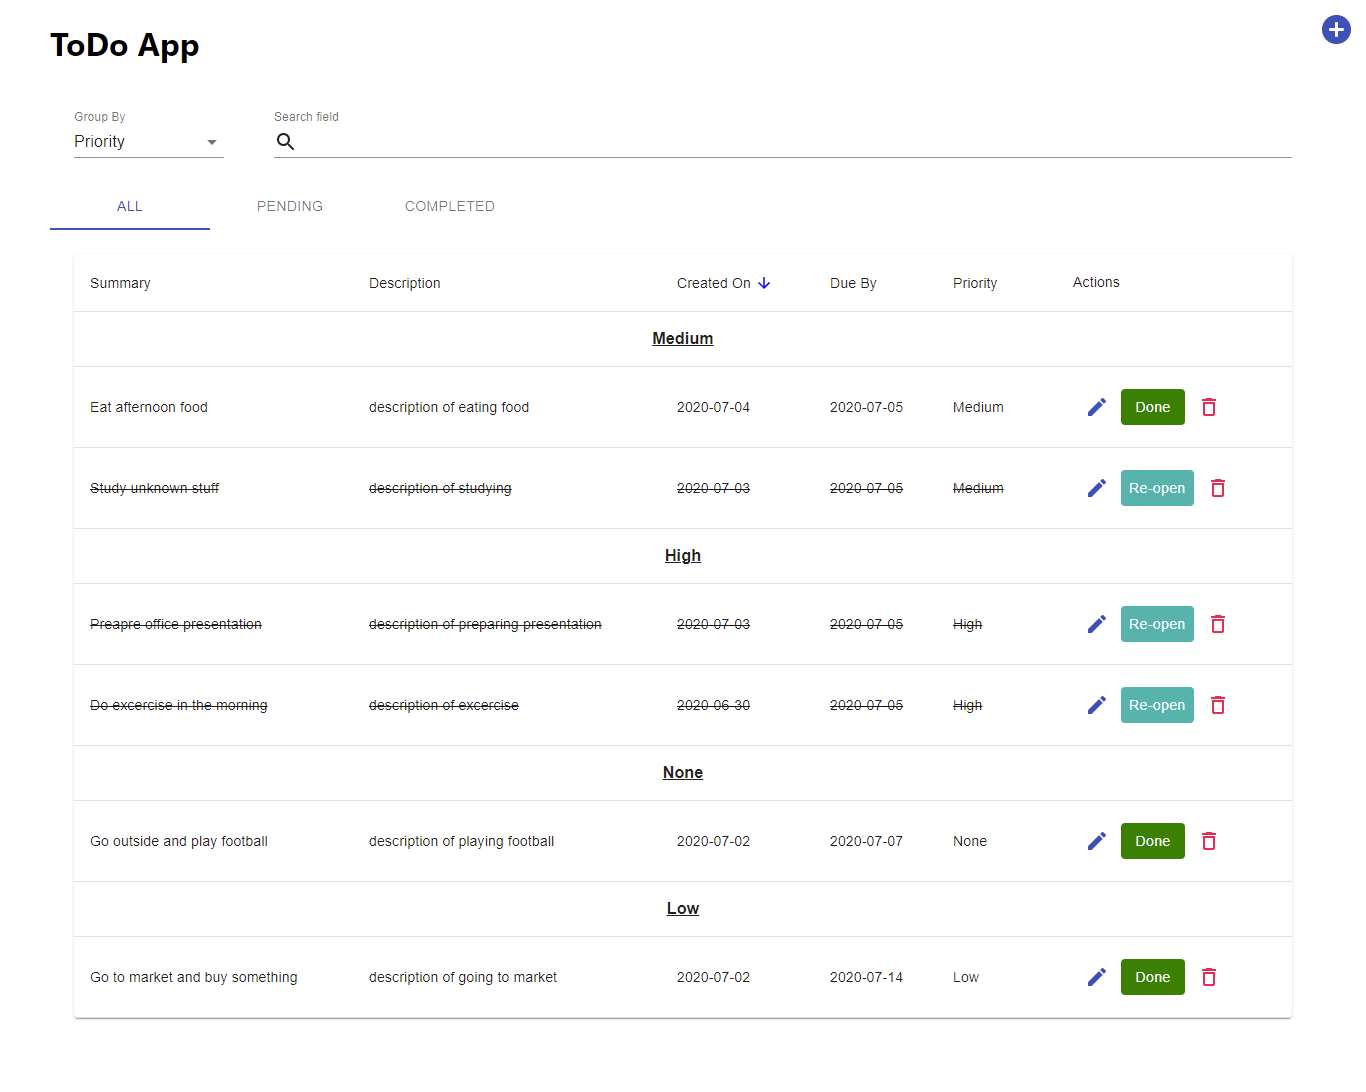 ToDo App
Group By
Search field
Priority
ALL PENDING COMPLETED
Summary Description Created On Due By Priority Actions
Medium
Eat afternoon food description of eating food 2020-07-04 2020-07-05 Medium Done
Study unknown stuff description of studying 2020-07-03 2020-07-05 Medium Re-open
High
Preapre office presentation description of preparing presentation 2020-07-03 2020-07-05 High Re-open
Do excercise in the morning description of excercise 2020-06-30 2020-07-05 High Re-open
None
Go outside and play football description of playing football 2020-07-02 2020-07-07 None Done
Low
Go to market and buy something description of going to market 2020-07-02 2020-07-14 Low Done